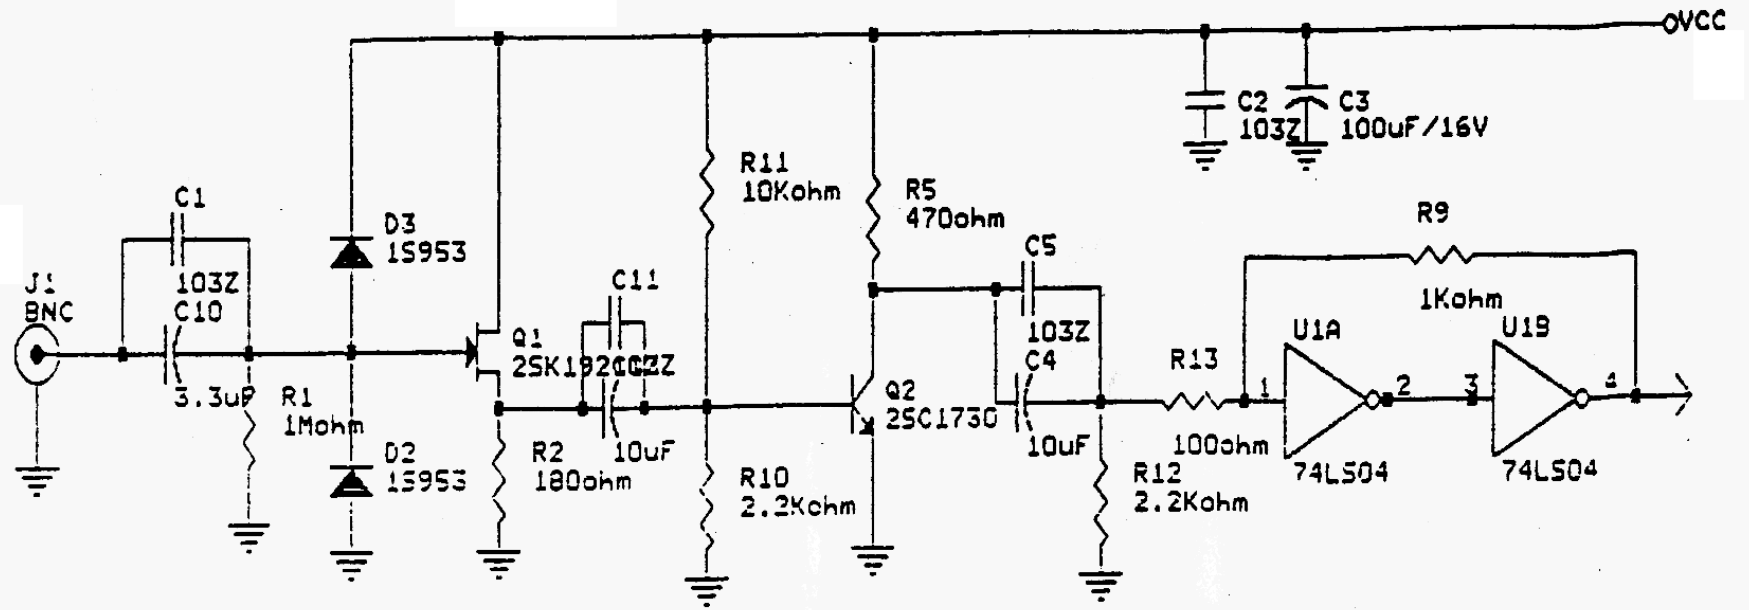 VCC
C2
103Z
C3
100uF/16V
R11
10Kohm
R5
470ohm
C1
103Z
C10
3.3uF
J1
BNC
D3
1S953
R9
1Kohm
C5
103Z
C4
10uF
C11
Q1
2SK192
10uF
R1
1Mohm
D2
1S953
R2
180ohm
R10
2.2Kohm
Q2
2SC1730
R13
100ohm
R12
2.2Kohm
U1A
1
2
74LS04
U1B
3
4
74LS04